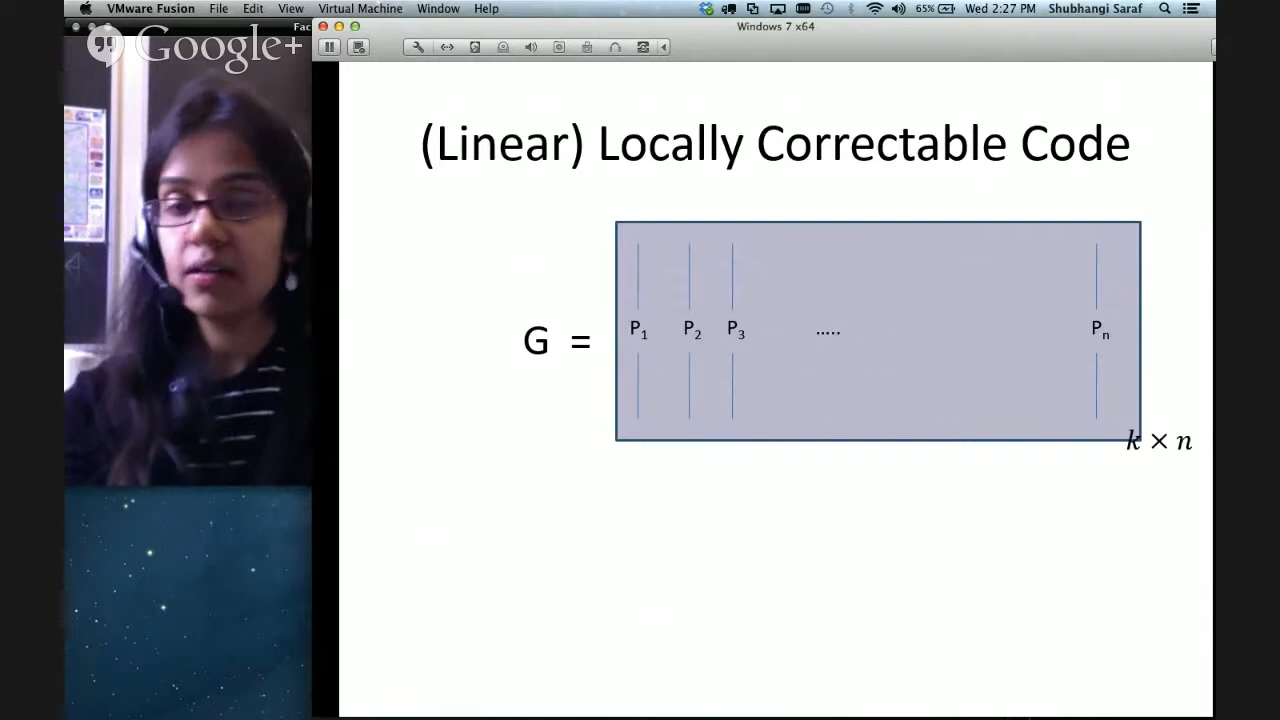 VMware Fusion File Edit View Virtual Machine Window Help 65% Wed 2:27 PM Shubhangi Saraf
Fac
Windows 7 x64
Google+
(Linear) Locally Correctable Code
G = P₁ P₂ P₃ ..... Pₙ
k × n